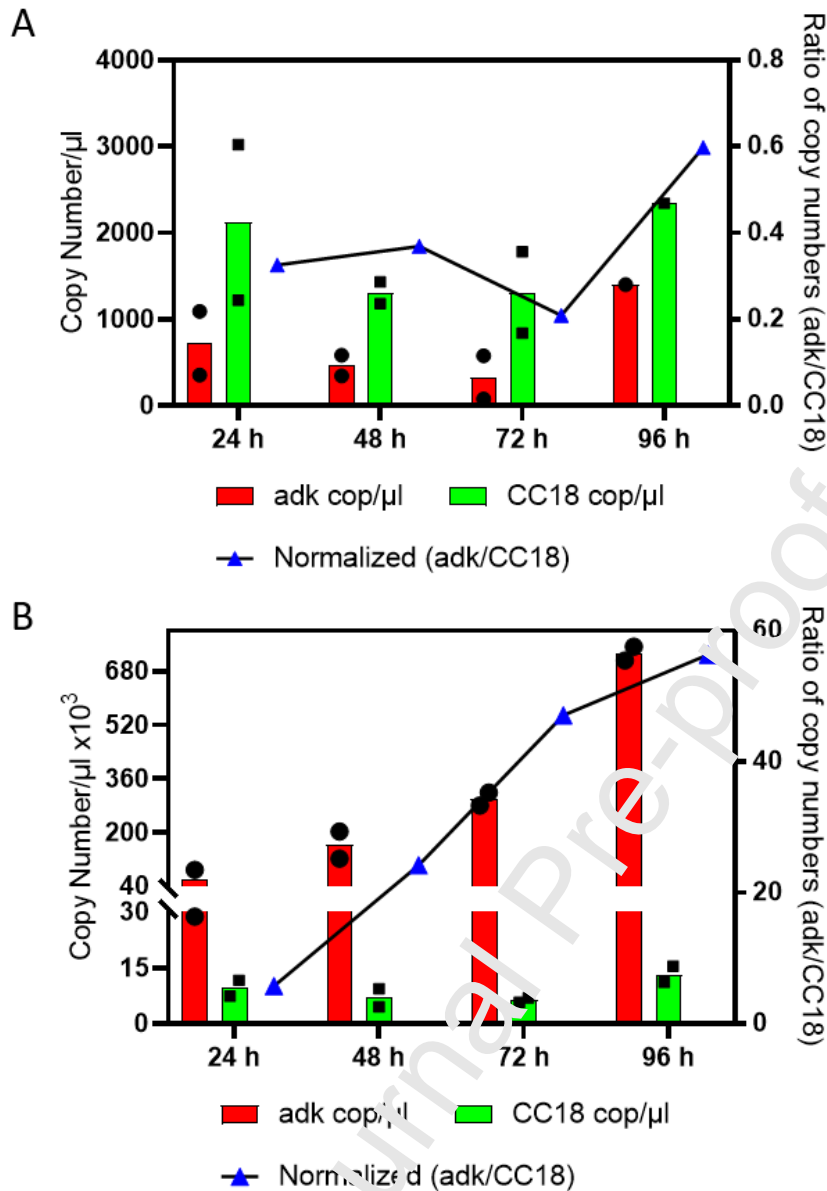 A
4000
3000
2000
1000
0
Copy Number/µl
0.8
0.6
0.4
0.2
0.0
Ratio of copy numbers (adk/CC18)
24 h 48 h 72 h 96 h
adk cop/µl CC18 cop/µl
Normalized (adk/CC18)
B
680
520
360
200
40
30
15
0
Copy Number/µl x10³
60
40
20
0
Ratio of copy numbers (adk/CC18)
24 h 48 h 72 h 96 h
adk cop/µl CC18 cop/µl
Normalized (adk/CC18)
urnal Pre-proof